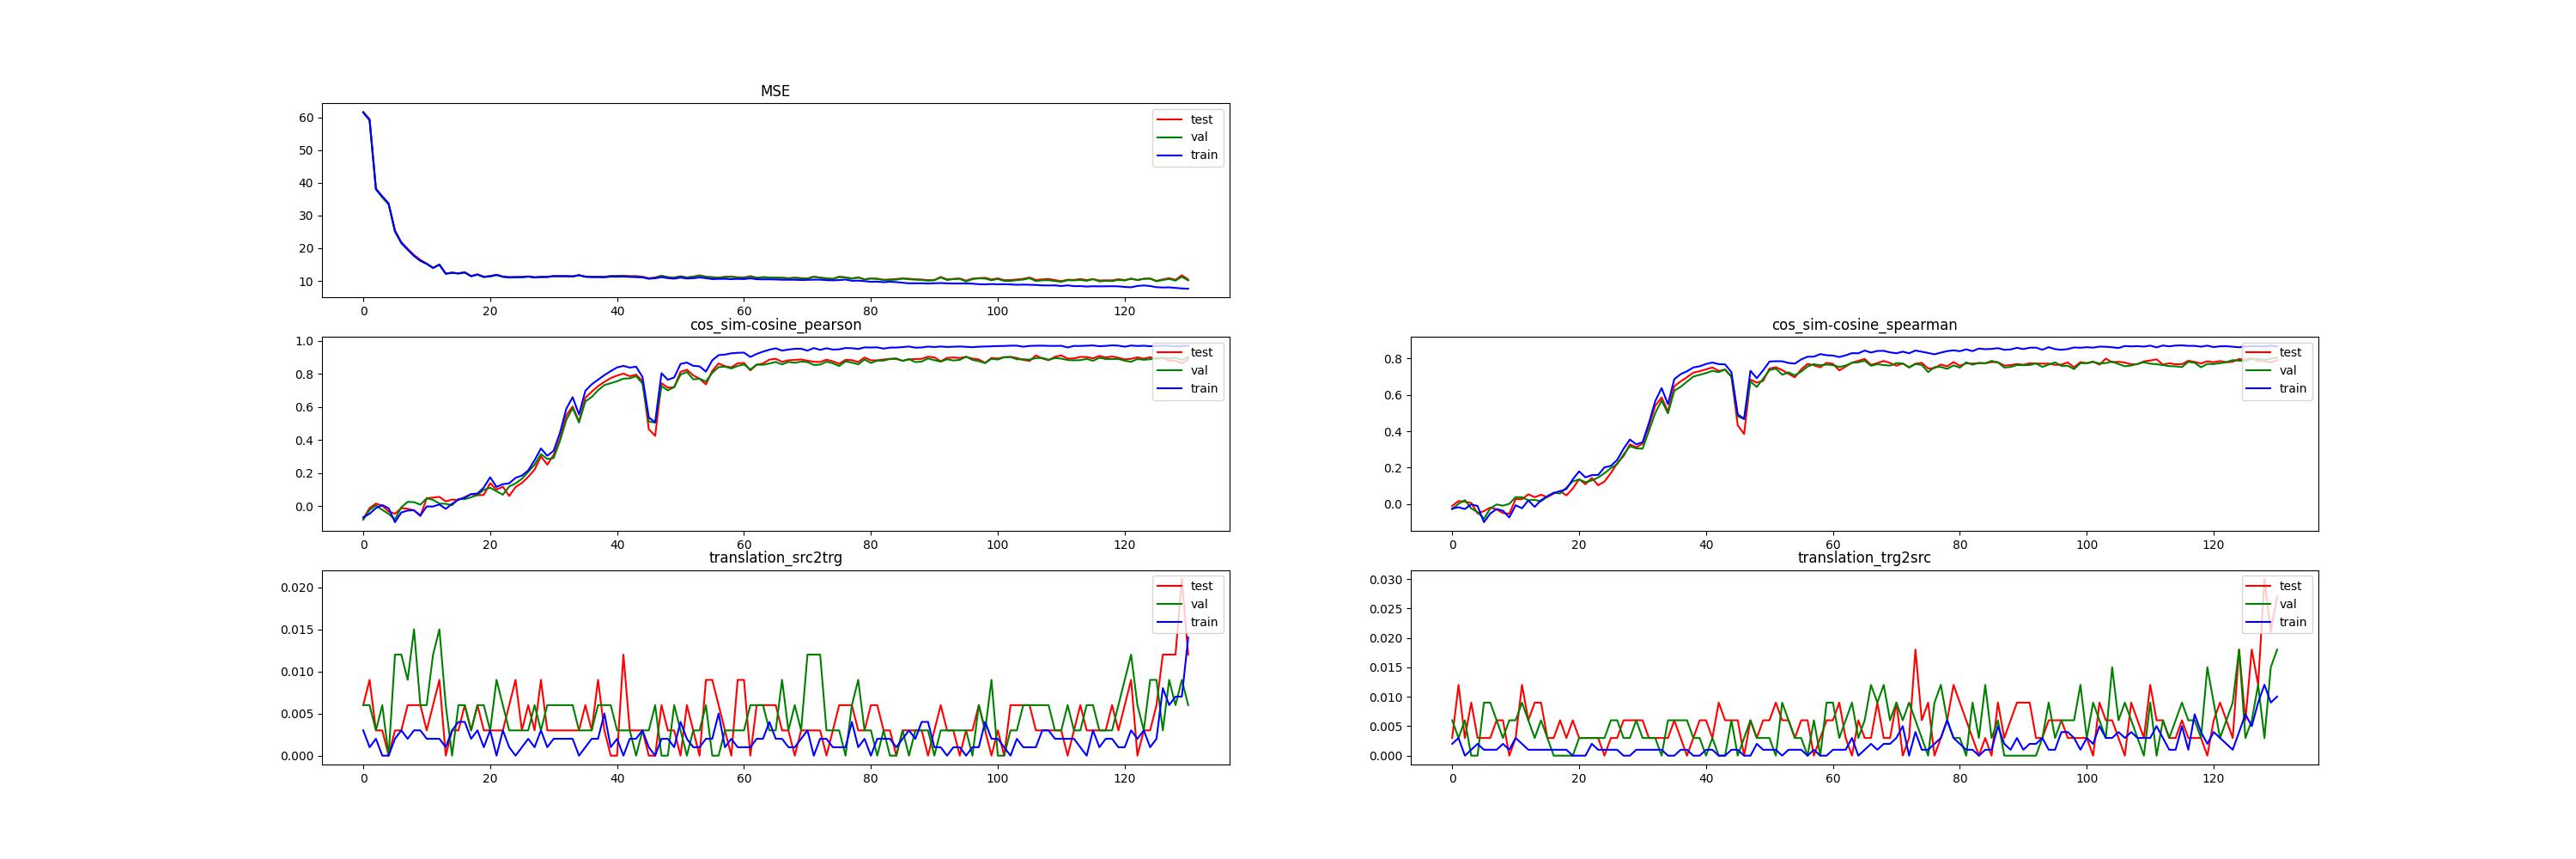 MSE
60
50
40
30
20
10
0 20 40 60 80 100 120
test
val
train
cos_sim-cosine_pearson
1.0
0.8
0.6
0.4
0.2
0.0
0 20 40 60 80 100 120
test
val
train
cos_sim-cosine_spearman
0.8
0.6
0.4
0.2
0.0
0 20 40 60 80 100 120
test
val
train
translation_src2trg
0.020
0.015
0.010
0.005
0.000
0 20 40 60 80 100 120
test
val
train
translation_trg2src
0.030
0.025
0.020
0.015
0.010
0.005
0.000
0 20 40 60 80 100 120
test
val
train